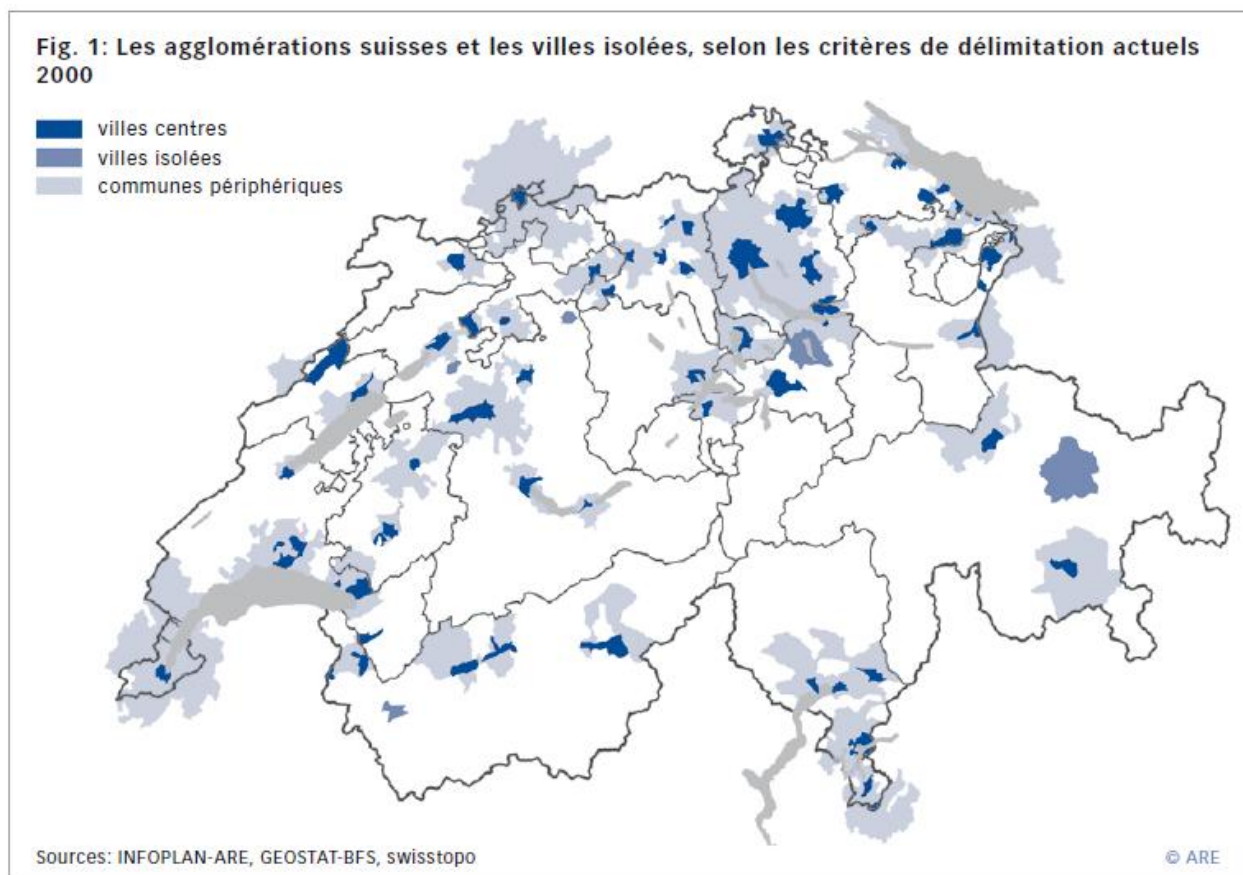 Fig. 1: Les agglomérations suisses et les villes isolées, selon les critères de délimitation actuels
2000
villes centres
villes isolées
communes périphériques
Sources: INFOPLAN-ARE, GEOSTAT-BFS, swisstopo
© ARE